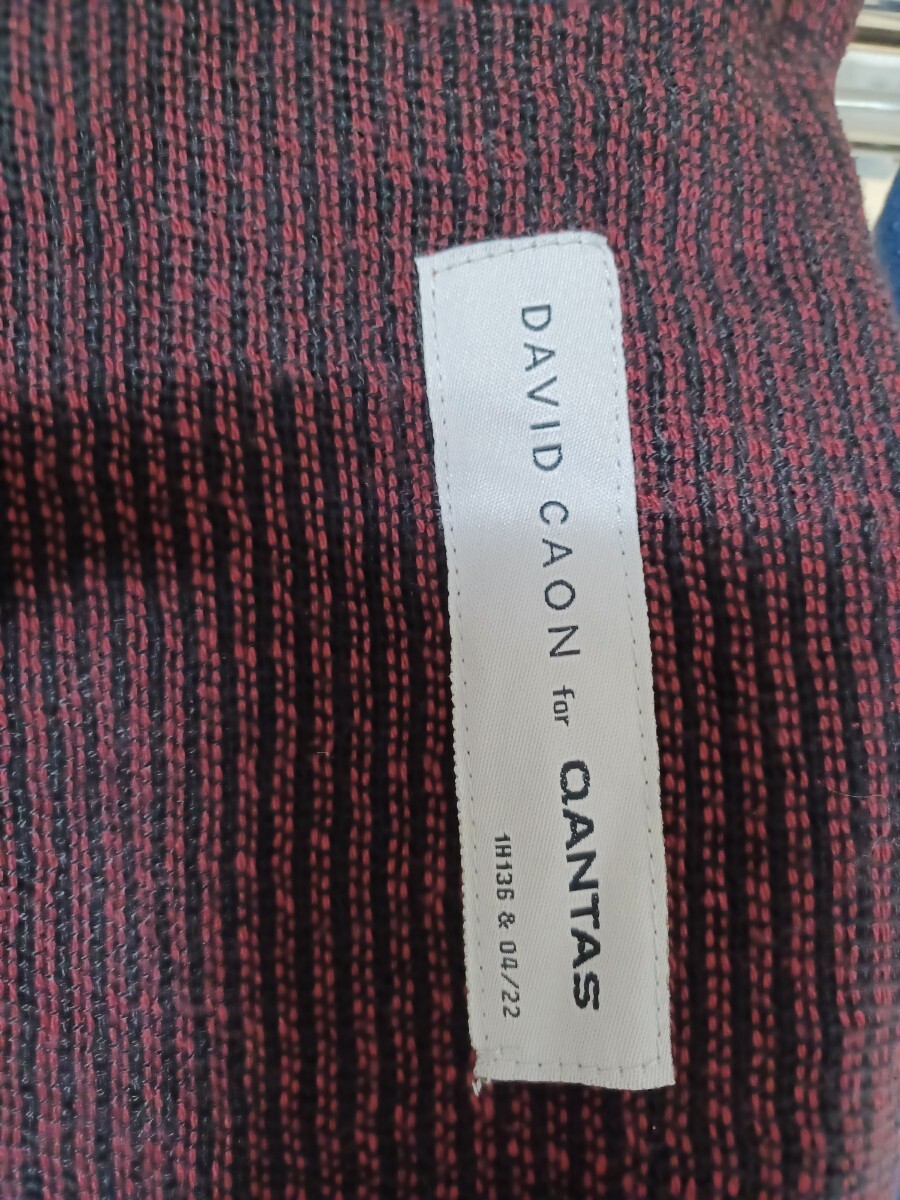 DAVID CAON for QANTAS
1H136 & 04/22